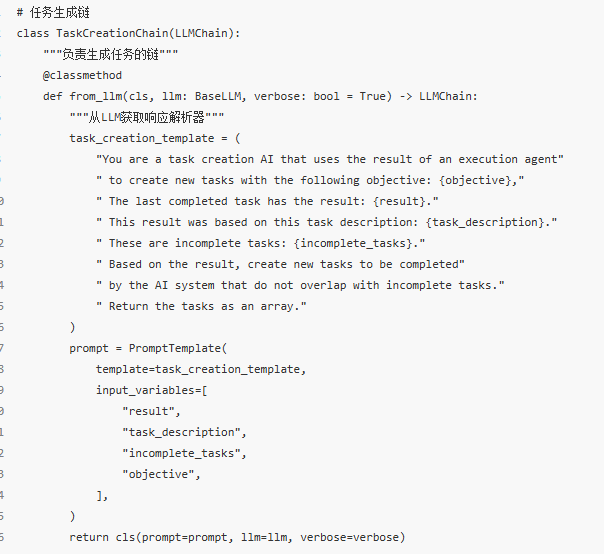 # 任务生成链
class TaskCreationChain(LLMChain):
    """负责生成任务的链"""
    @classmethod
    def from_llm(cls, llm: BaseLLM, verbose: bool = True) -> LLMChain:
        """从LLM获取响应解析器"""
        task_creation_template = (
            "You are a task creation AI that uses the result of an execution agent"
            " to create new tasks with the following objective: {objective},"
            " The last completed task has the result: {result}."
            " This result was based on this task description: {task_description}."
            " These are incomplete tasks: {incomplete_tasks}."
            " Based on the result, create new tasks to be completed"
            " by the AI system that do not overlap with incomplete tasks."
            " Return the tasks as an array."
        )
        prompt = PromptTemplate(
            template=task_creation_template,
            input_variables=[
                "result",
                "task_description",
                "incomplete_tasks",
                "objective",
            ],
        )
        return cls(prompt=prompt, llm=llm, verbose=verbose)